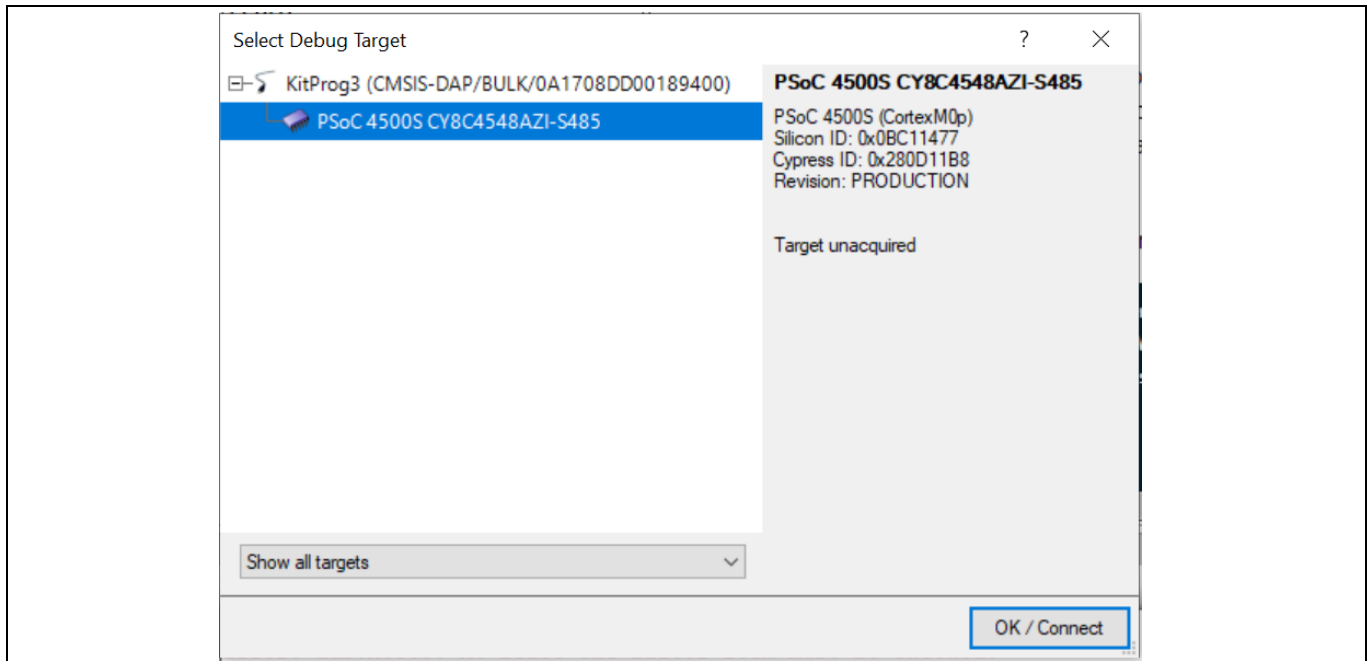 Select Debug Target
KitProg3 (CMSIS-DAP/BULK/0A1708DD00189400)
PSoC 4500S CY8C4548AZI-S485
PSoC 4500S CY8C4548AZI-S485
PSoC 4500S (CortexM0p)
Silicon ID: 0x0BC11477
Cypress ID: 0x280D11B8
Revision: PRODUCTION
Target unacquired
Show all targets
OK / Connect